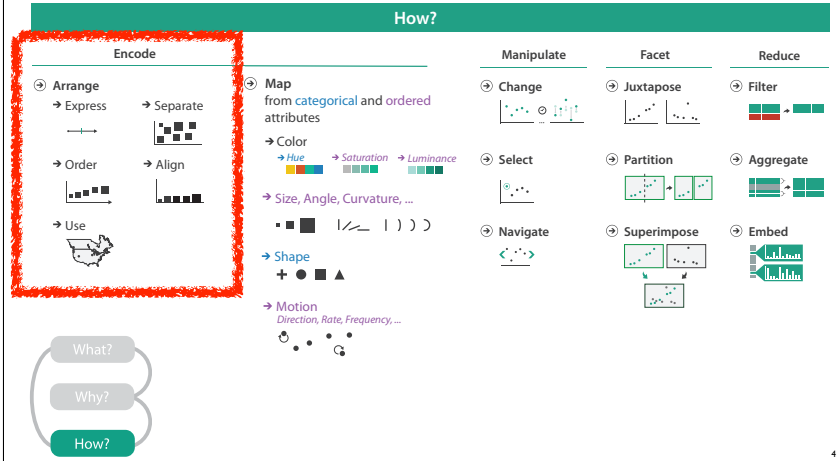 How?
Encode
Arrange
Express
Separate
Order
Align
Use
Map
from categorical and ordered
attributes
Color
Hue
Saturation
Luminance
Size, Angle, Curvature, ...
Shape
Motion
Direction, Rate, Frequency, ...
Manipulate
Change
...
Select
Navigate
Facet
Juxtapose
Partition
Superimpose
Reduce
Filter
Aggregate
Embed
What?
Why?
How?